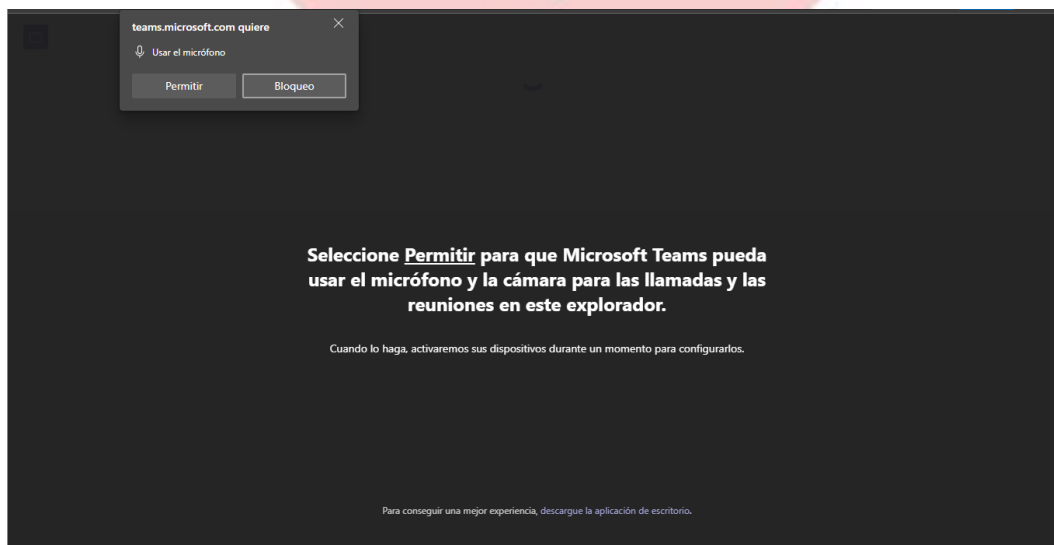 teams.microsoft.com quiere
Usar el micrófono
Permitir
Bloqueo
Seleccione Permitir para que Microsoft Teams pueda
usar el micrófono y la cámara para las llamadas y las
reuniones en este explorador.
Cuando lo haga, activaremos sus dispositivos durante un momento para configurarlos.
Para conseguir una mejor experiencia, descargue la aplicación de escritorio.